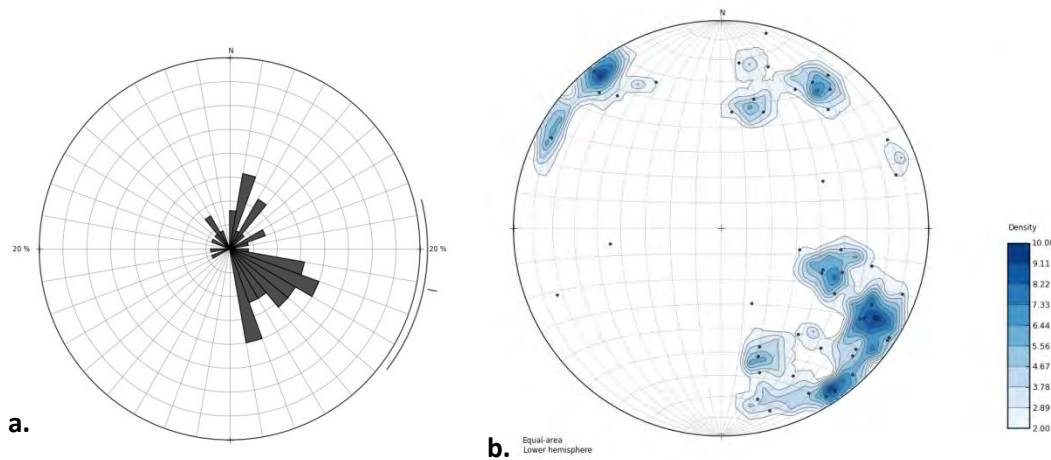 N
20 %
20 %
a.
N
b.
Equal-area
Lower hemisphere
Density
10.00
9.11
8.22
7.33
6.44
5.56
4.67
3.78
2.89
2.00